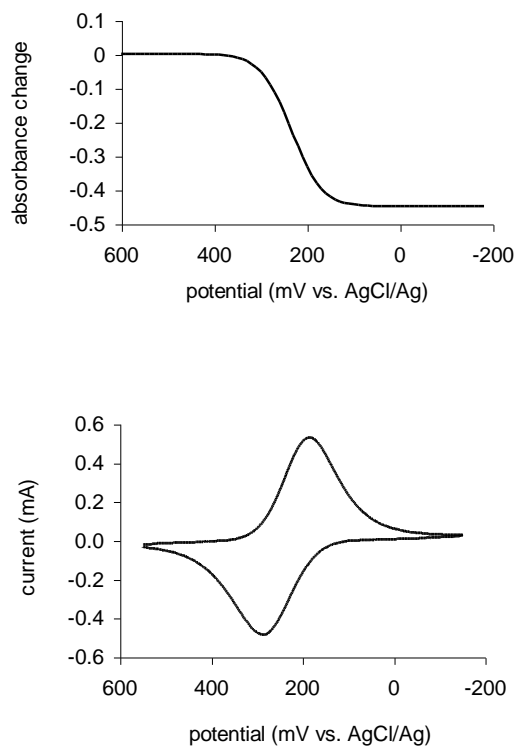 absorbance change
0.1
0
-0.1
-0.2
-0.3
-0.4
-0.5
600 400 200 0 -200
potential (mV vs. AgCl/Ag)
current (mA)
0.6
0.4
0.2
0.0
-0.2
-0.4
-0.6
600 400 200 0 -200
potential (mV vs. AgCl/Ag)